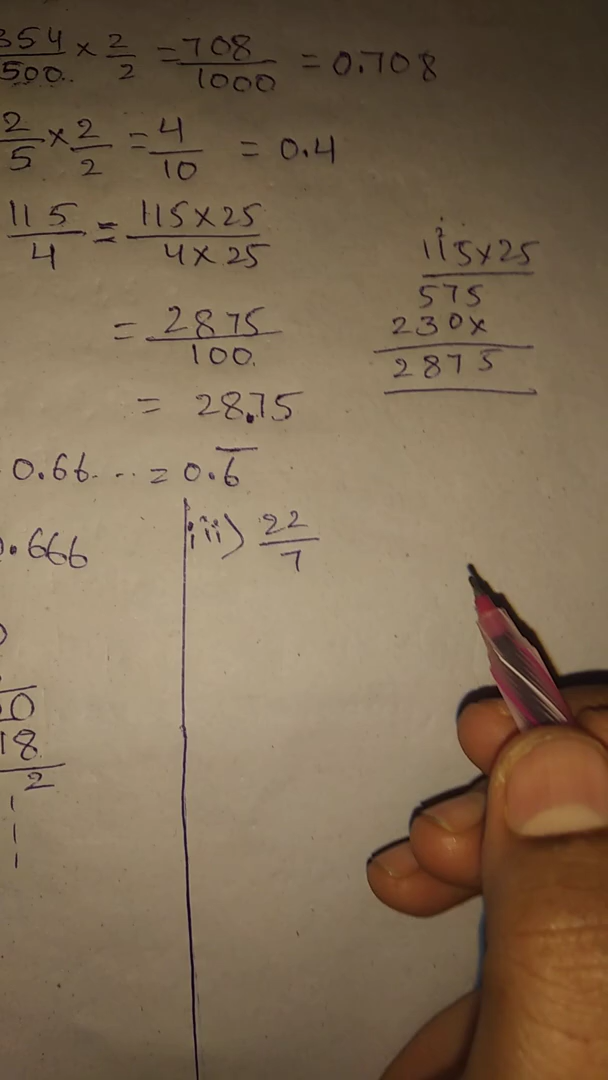 354/500 × 2/2 = 708/1000 = 0.708
2/5 × 2/2 = 4/10 = 0.4
115/4 = 115×25/4×25
= 2875/100
= 28.75
115×25
575
230×
2875
0.66... = 0.6̅
0.666
18
2
iii) 22/7